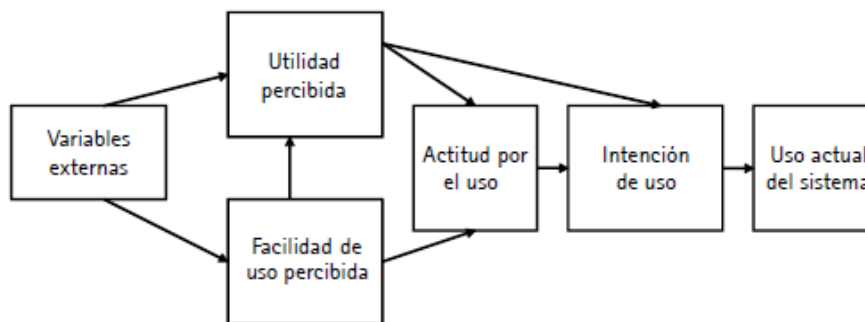 Utilidad
percibida
Variables
externas
Actitud por
el uso
Intención
de uso
Uso actual
del sistema
Facilidad de
uso percibida